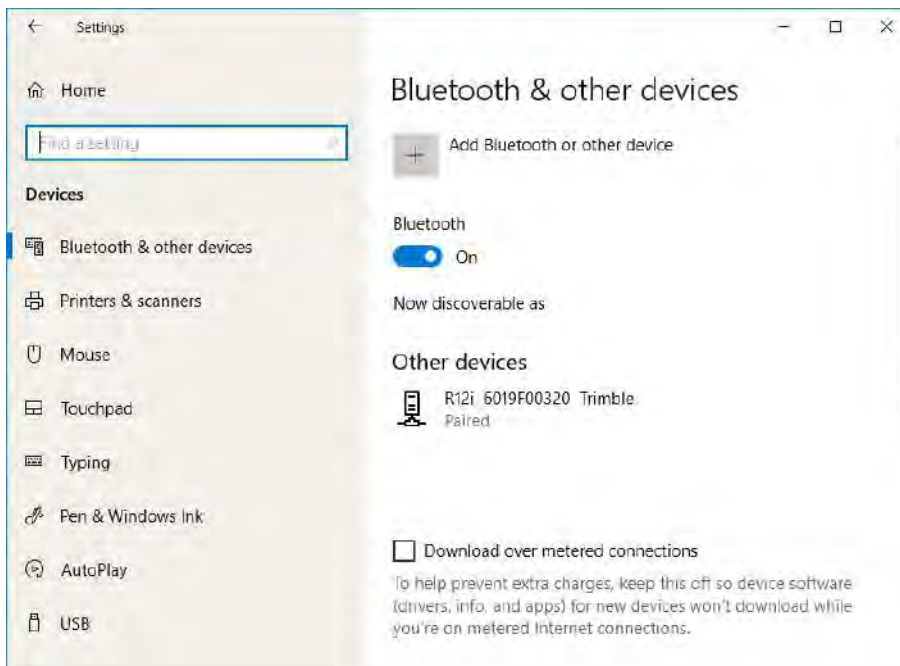 Settings
Home
Find a setting
Devices
Bluetooth & other devices
Printers & scanners
Mouse
Touchpad
Typing
Pen & Windows Ink
AutoPlay
USB
Bluetooth & other devices
Add Bluetooth or other device
Bluetooth
On
Now discoverable as
Other devices
R12i 6019F00320 Trimble
Paired
Download over metered connections
To help prevent extra charges, keep this off so device software
(drivers, info, and apps) for new devices won't download while
you're on metered Internet connections.